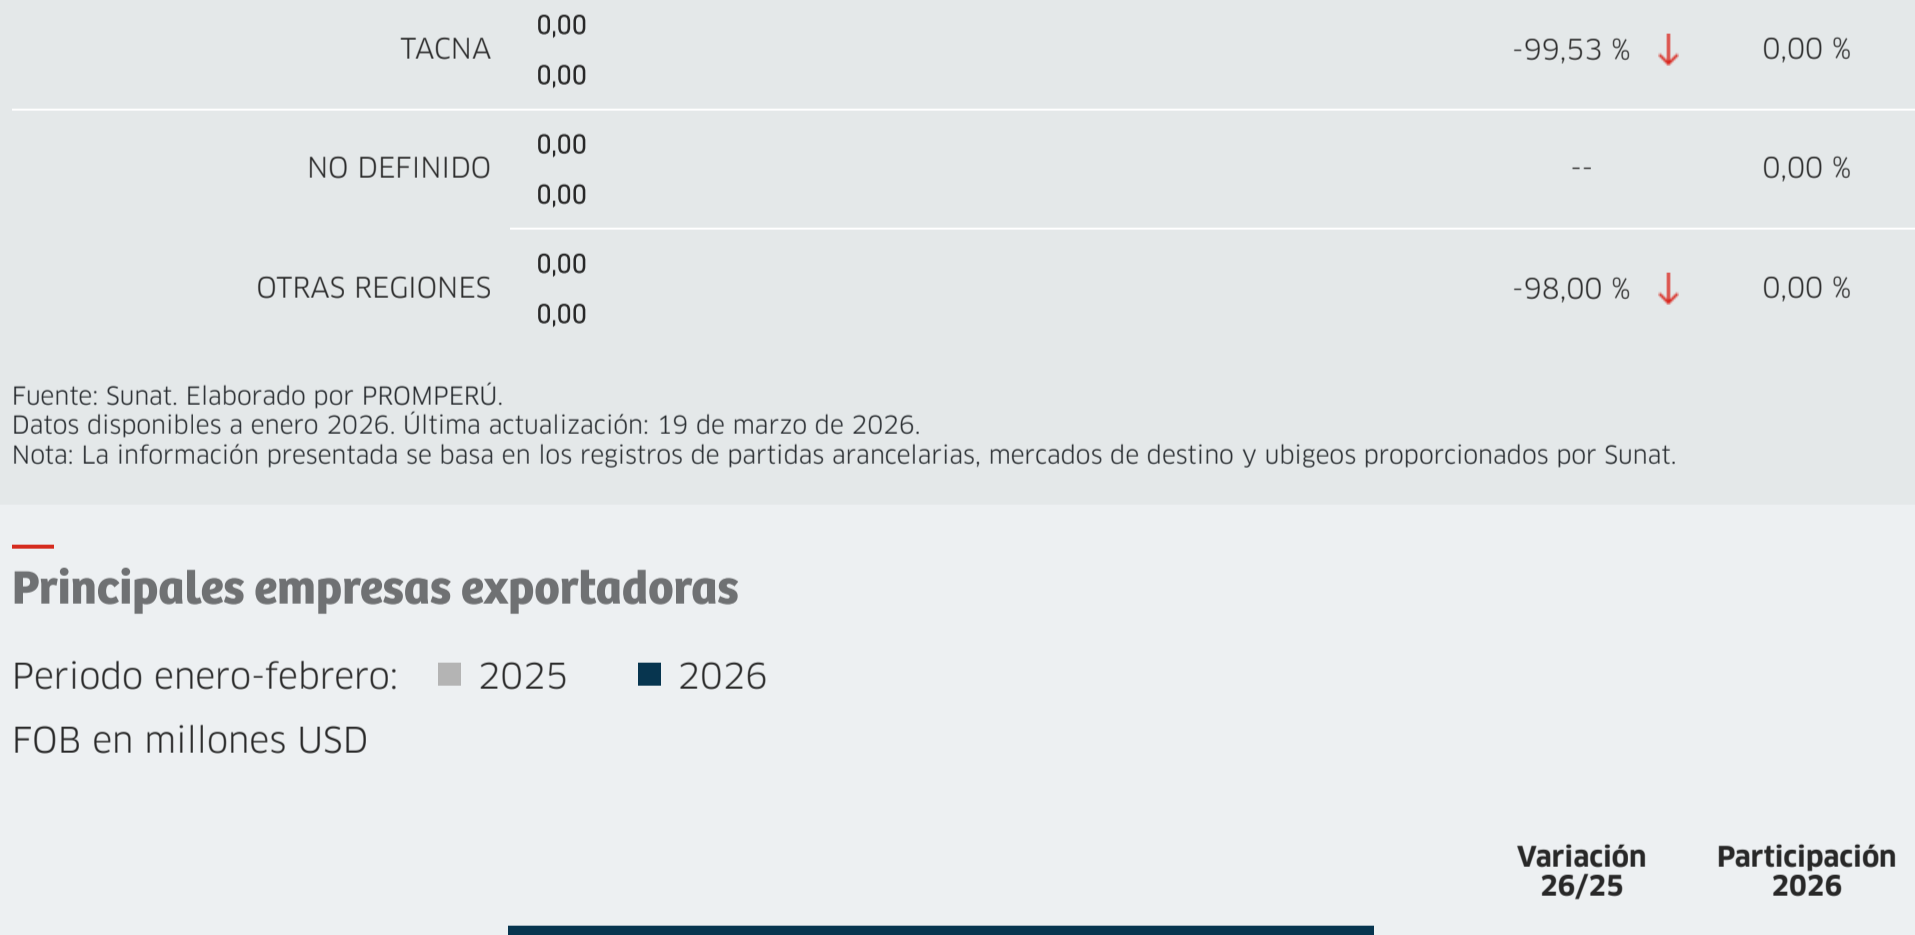 0,00
TACNA -99,53 % ↓ 0,00 %
0,00
0,00
NO DEFINIDO -- 0,00 %
0,00
0,00
OTRAS REGIONES -98,00 % ↓ 0,00 %
0,00
Fuente: Sunat. Elaborado por PROMPERÚ.
Datos disponibles a enero 2026. Última actualización: 19 de marzo de 2026.
Nota: La información presentada se basa en los registros de partidas arancelarias, mercados de destino y ubigeos proporcionados por Sunat.
Principales empresas exportadoras
Periodo enero-febrero: 2025 2026
FOB en millones USD
Variación Participación
26/25 2026